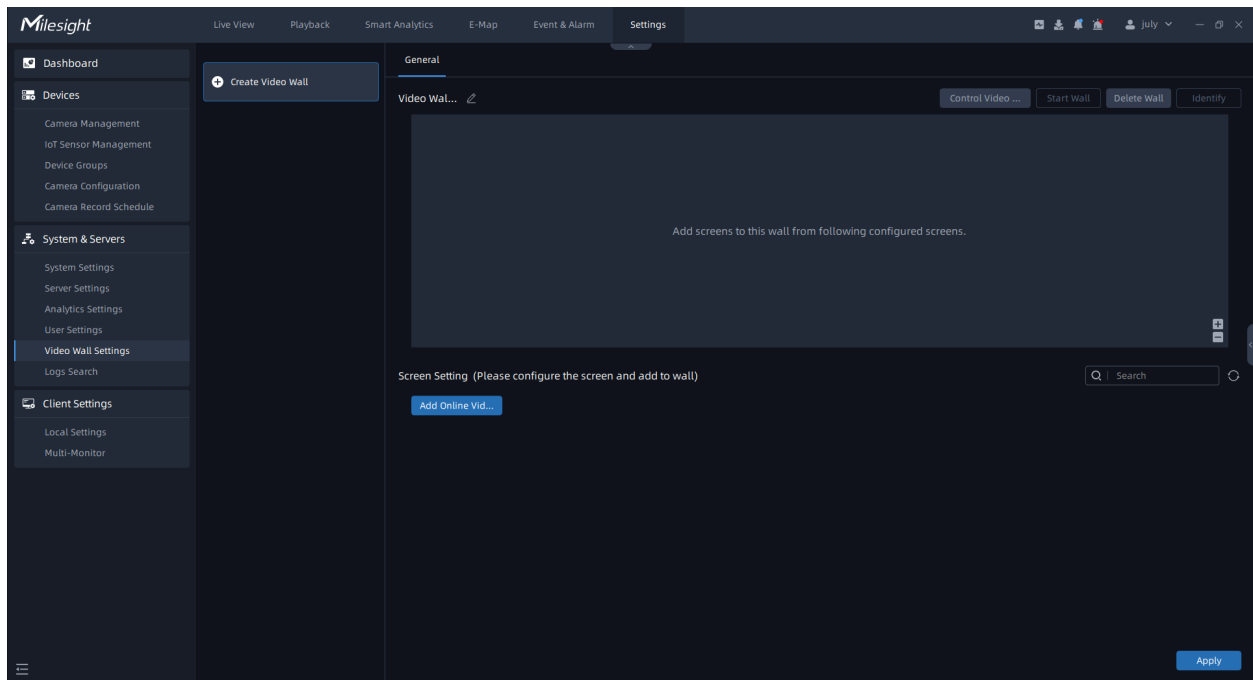 Milesight
Live View
Playback
Smart Analytics
E-Map
Event & Alarm
Settings
july
Dashboard
Devices
Camera Management
IoT Sensor Management
Device Groups
Camera Configuration
Camera Record Schedule
System & Servers
System Settings
Server Settings
Analytics Settings
User Settings
Video Wall Settings
Logs Search
Client Settings
Local Settings
Multi-Monitor
Create Video Wall
General
Video Wal...
Control Video ...
Start Wall
Delete Wall
Identify
Add screens to this wall from following configured screens.
Screen Setting (Please configure the screen and add to wall)
Search
Add Online Vid...
Apply